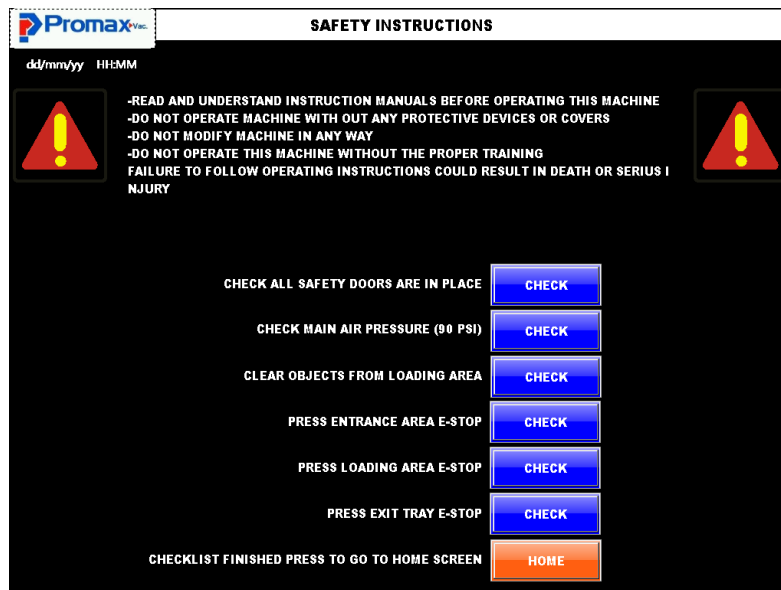 Promax Vac.
SAFETY INSTRUCTIONS
dd/mm/yy HH:MM
-READ AND UNDERSTAND INSTRUCTION MANUALS BEFORE OPERATING THIS MACHINE
-DO NOT OPERATE MACHINE WITH OUT ANY PROTECTIVE DEVICES OR COVERS
-DO NOT MODIFY MACHINE IN ANY WAY
-DO NOT OPERATE THIS MACHINE WITHOUT THE PROPER TRAINING
FAILURE TO FOLLOW OPERATING INSTRUCTIONS COULD RESULT IN DEATH OR SERIUS I
NJURY
CHECK ALL SAFETY DOORS ARE IN PLACE CHECK
CHECK MAIN AIR PRESSURE (90 PSI) CHECK
CLEAR OBJECTS FROM LOADING AREA CHECK
PRESS ENTRANCE AREA E-STOP CHECK
PRESS LOADING AREA E-STOP CHECK
PRESS EXIT TRAY E-STOP CHECK
CHECKLIST FINISHED PRESS TO GO TO HOME SCREEN HOME